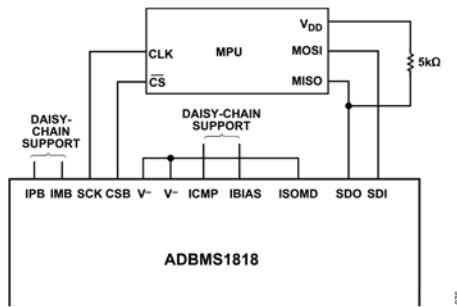 VDD
CLK
MPU
MOSI
5kΩ
CS
MISO
DAISY-
CHAIN
SUPPORT
DAISY-CHAIN
SUPPORT
IPB IMB SCK CSB V– V– ICMP IBIAS ISOMD SDO SDI
ADBMS1818